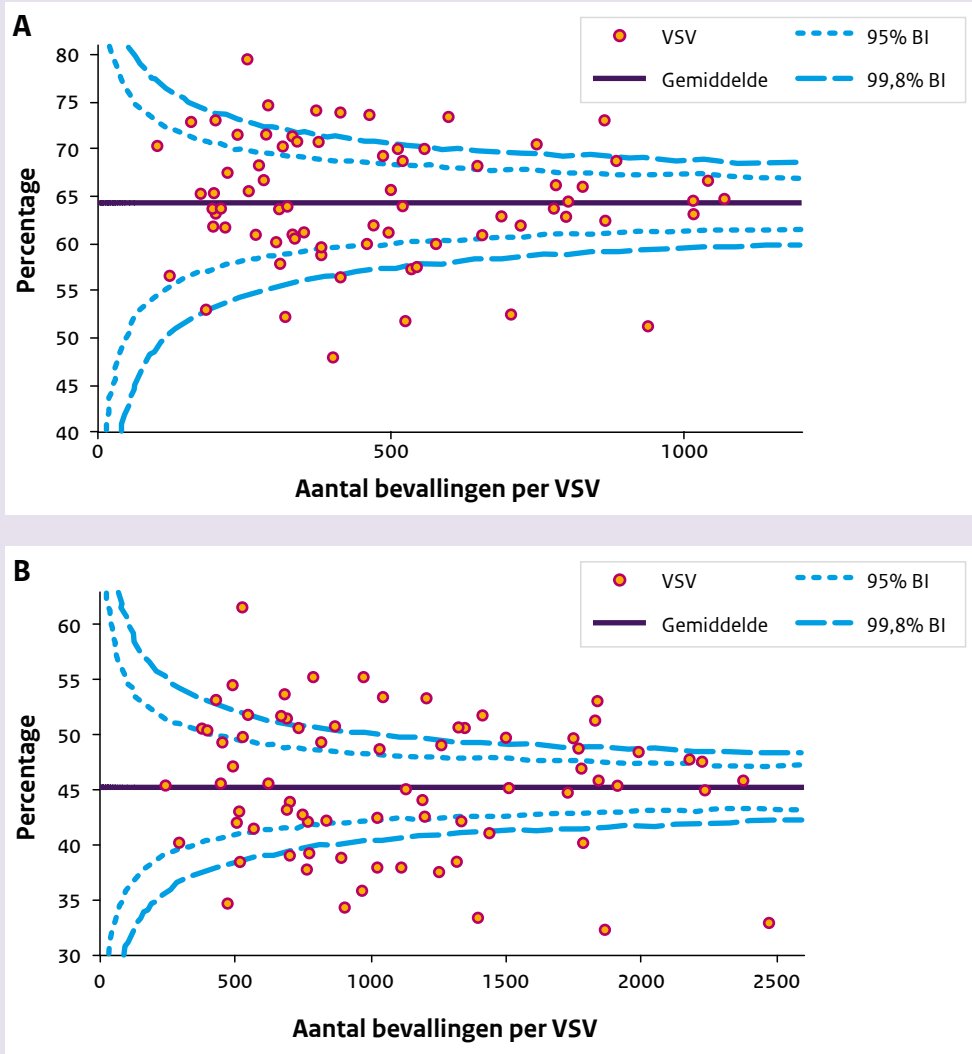 A
VSV
95% BI
Gemiddelde
99,8% BI
Percentage
80
75
70
65
60
55
50
45
40
0
500
1000
Aantal bevallingen per VSV
B
VSV
95% BI
Gemiddelde
99,8% BI
Percentage
60
55
50
45
40
35
30
0
500
1000
1500
2000
2500
Aantal bevallingen per VSV